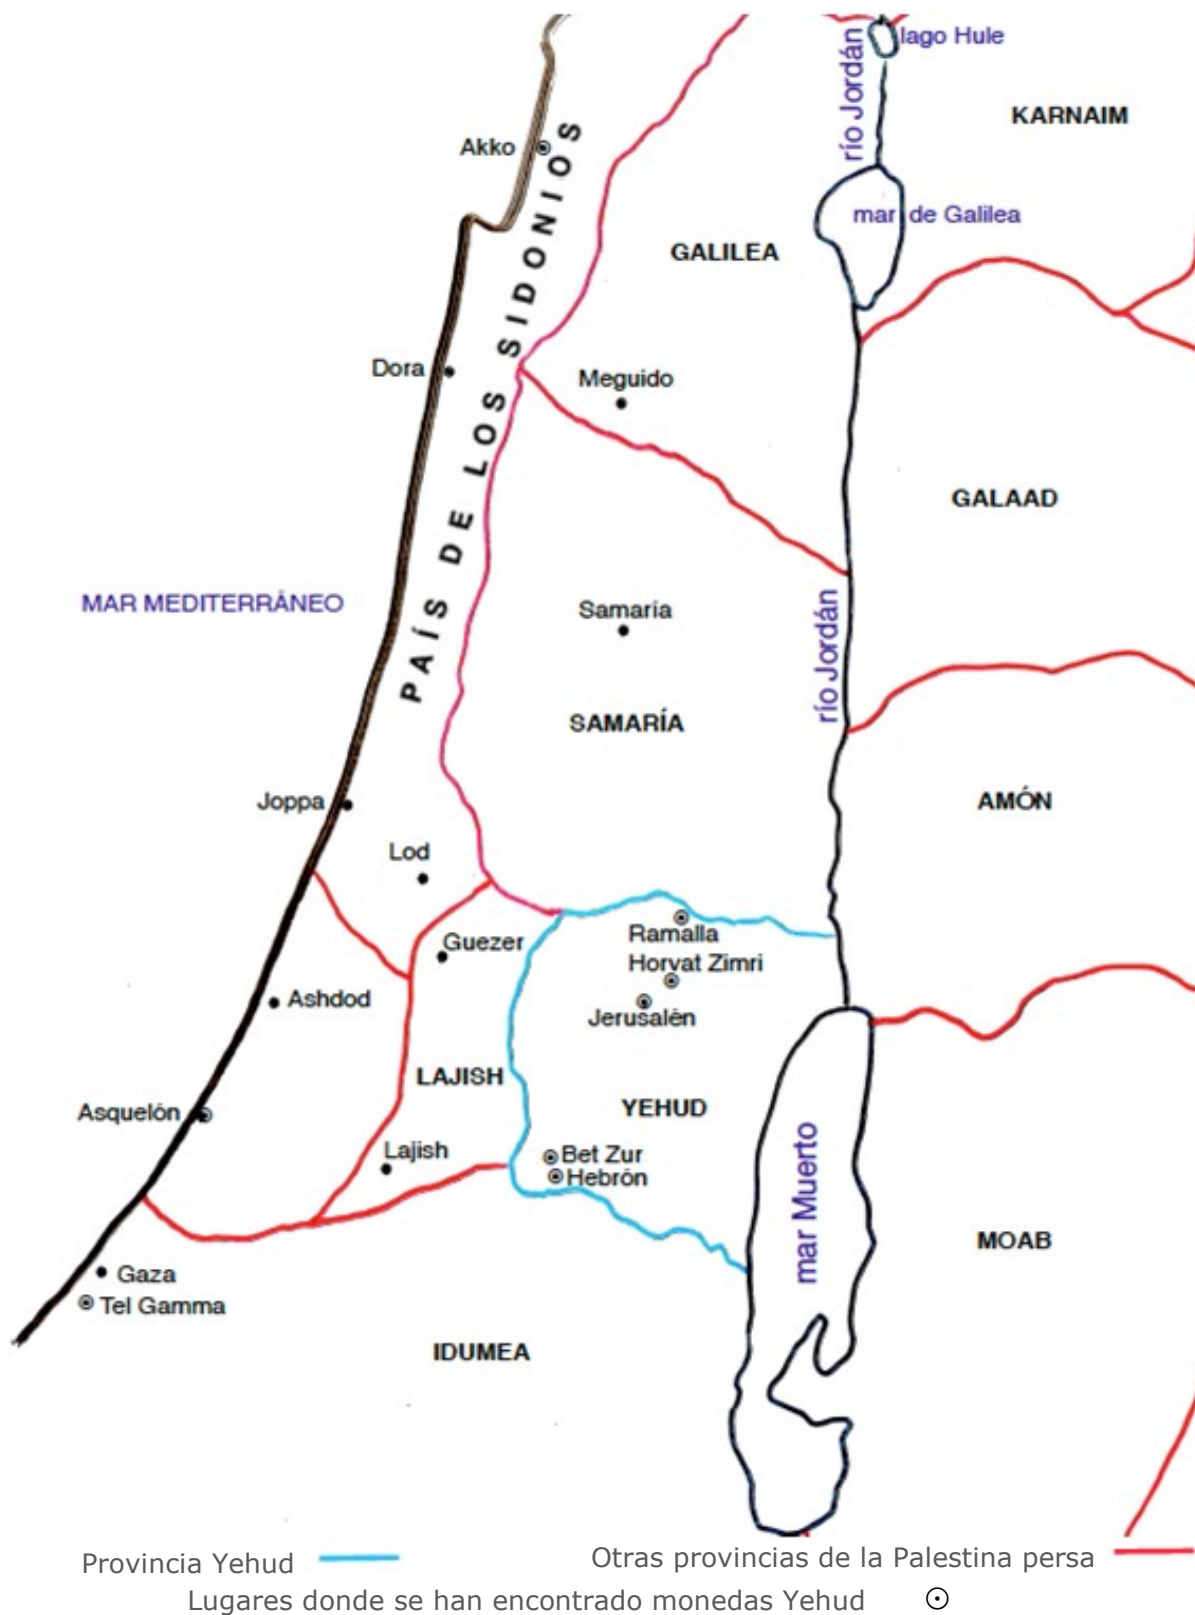 lago Hule
río Jordán
KARNAIM
Akko
mar de Galilea
GALILEA
PAÍS DE LOS SIDONIOS
Dora
Meguido
GALAAD
MAR MEDITERRÁNEO
Samaría
río Jordán
SAMARÍA
Joppa
AMÓN
Lod
Ramalla
Guezer
Horvat Zimri
Ashdod
Jerusalén
LAJISH
YEHUD
Asquelón
Lajish
Bet Zur
Hebrón
mar Muerto
MOAB
Gaza
Tel Gamma
IDUMEA
Provincia Yehud
Otras provincias de la Palestina persa
Lugares donde se han encontrado monedas Yehud